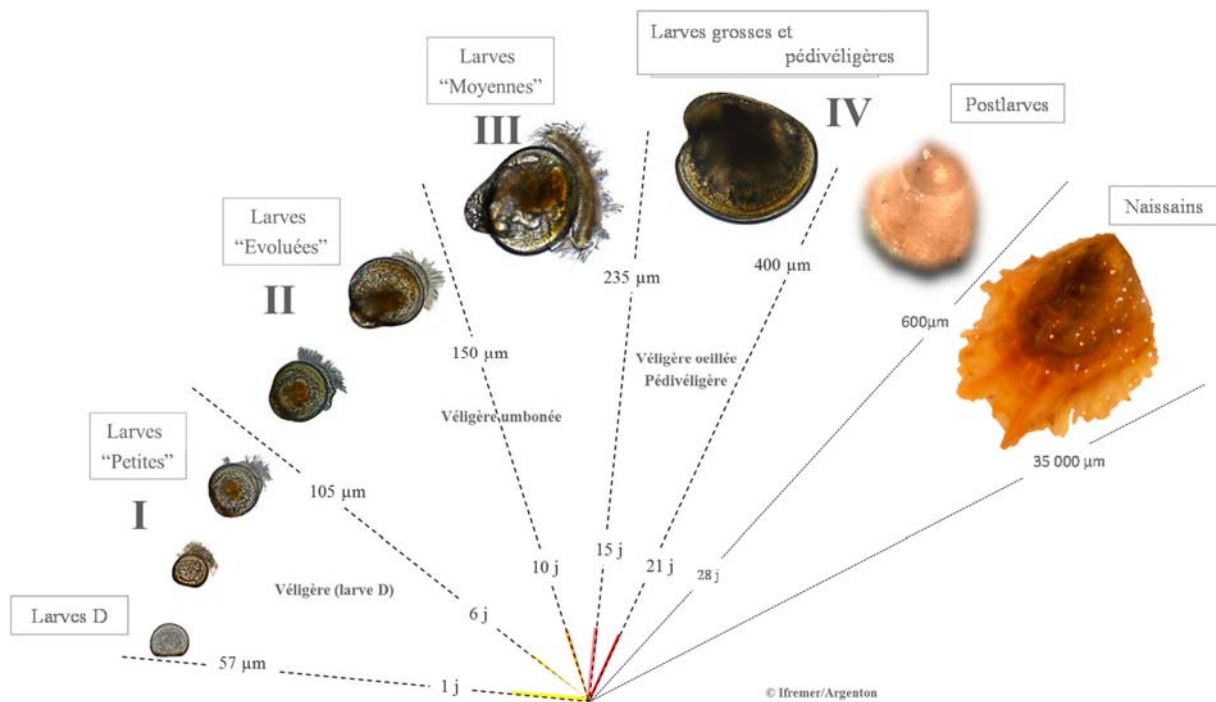 Larves grosses et
pédivéligères
Larves
“Moyennes”
III
IV
Postlarves
Larves
“Evoluées”
II
Naissains
235 µm
400 µm
600µm
150 µm
Véligère oeillée
Pédivéligère
Véligère umbonée
Larves
“Petites”
I
105 µm
35 000 µm
10 j
15 j
21 j
28 j
Véligère (larve D)
6 j
Larves D
57 µm
1 j
© Ifremer/Argenton